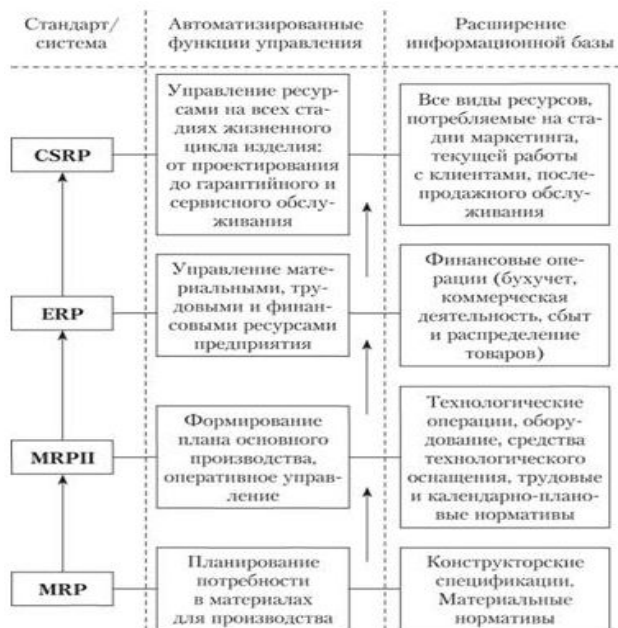 Стандарт/
система
Автоматизированные
функции управления
Расширение
информационной базы
CSRP
Управление ресур-
сами на всех ста-
диях жизненного
цикла изделия:
от проектирования
до гарантийного и
сервисного обслу-
живания
Все виды ресурсов,
потребляемые на ста-
дии маркетинга,
текущей работы
с клиентами, после-
продажного обслу-
живания
ERP
Управление мате-
риальными, тру-
довыми и финан-
совыми ресурсами
предприятия
Финансовые опе-
рации (бухучет,
коммерческая
деятельность, сбыт
и распределение
товаров)
MRPII
Формирование
плана основного
производства,
оперативное управ-
ление
Технологические
операции, обору-
дование, средства
технологического
оснащения, трудовые
и календарно-плано-
вые нормативы
MRP
Планирование
потребности
в материалах
для производства
Конструкторские
спецификации.
Материальные
нормативы